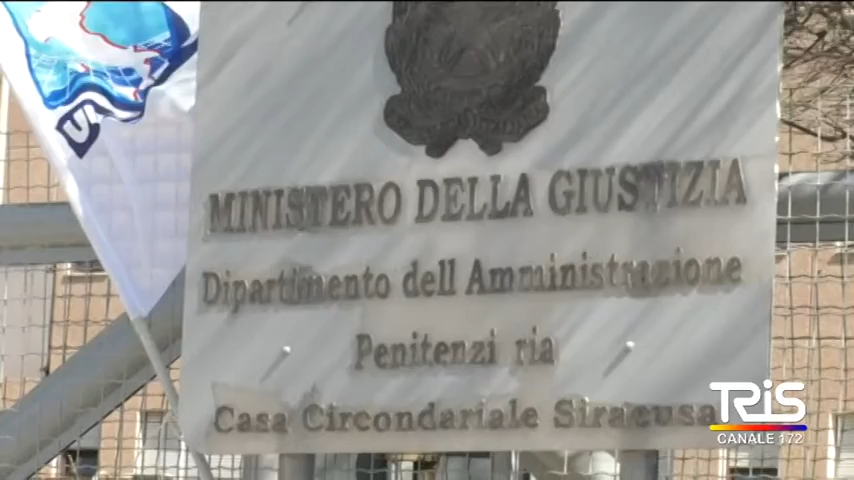 MINISTERO DELLA GIUSTIZIA
Dipartimento dell Amministrazione
Penitenzi ria
Casa Circondariale Siracusa
TRiS
CANALE 172